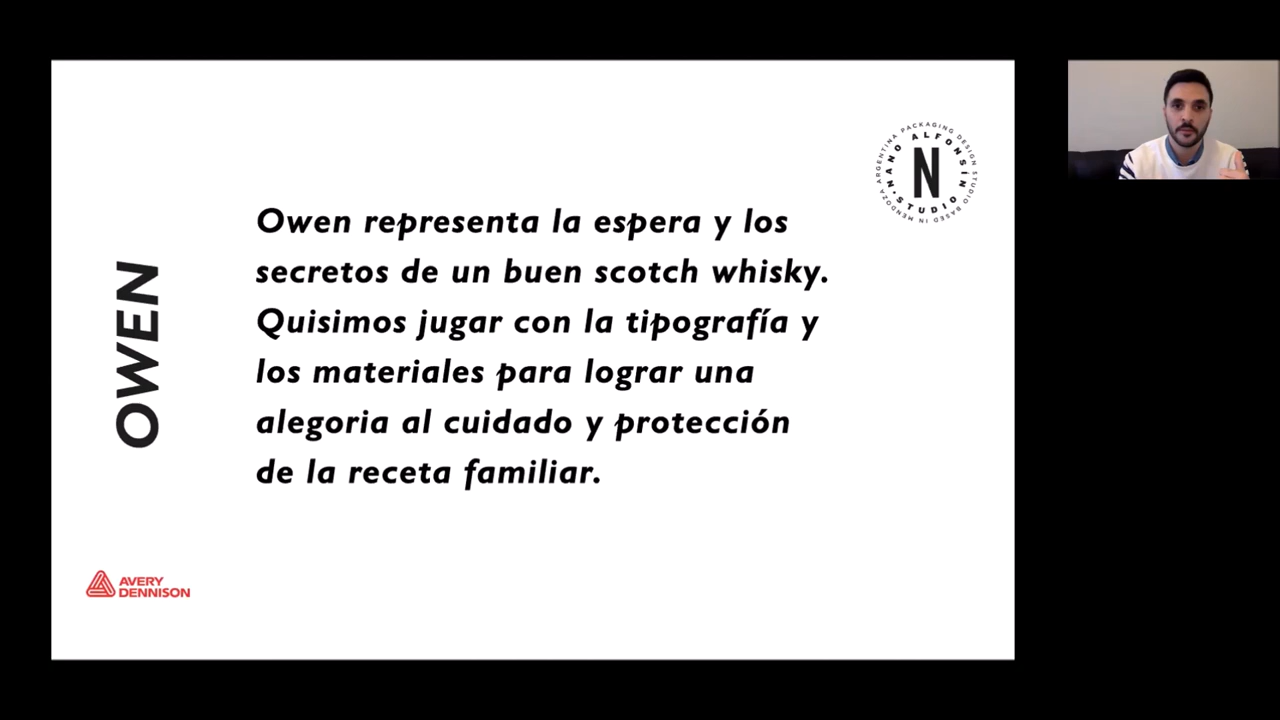 OWEN
Owen representa la espera y los
secretos de un buen scotch whisky.
Quisimos jugar con la tipografía y
los materiales para lograr una
alegoria al cuidado y protección
de la receta familiar.
ARGENTINA PACKAGING DESIGN STUDIO BASED IN MENDOZA
NANO ALFONSÍN
• STUDIO
N
AVERY
DENNISON